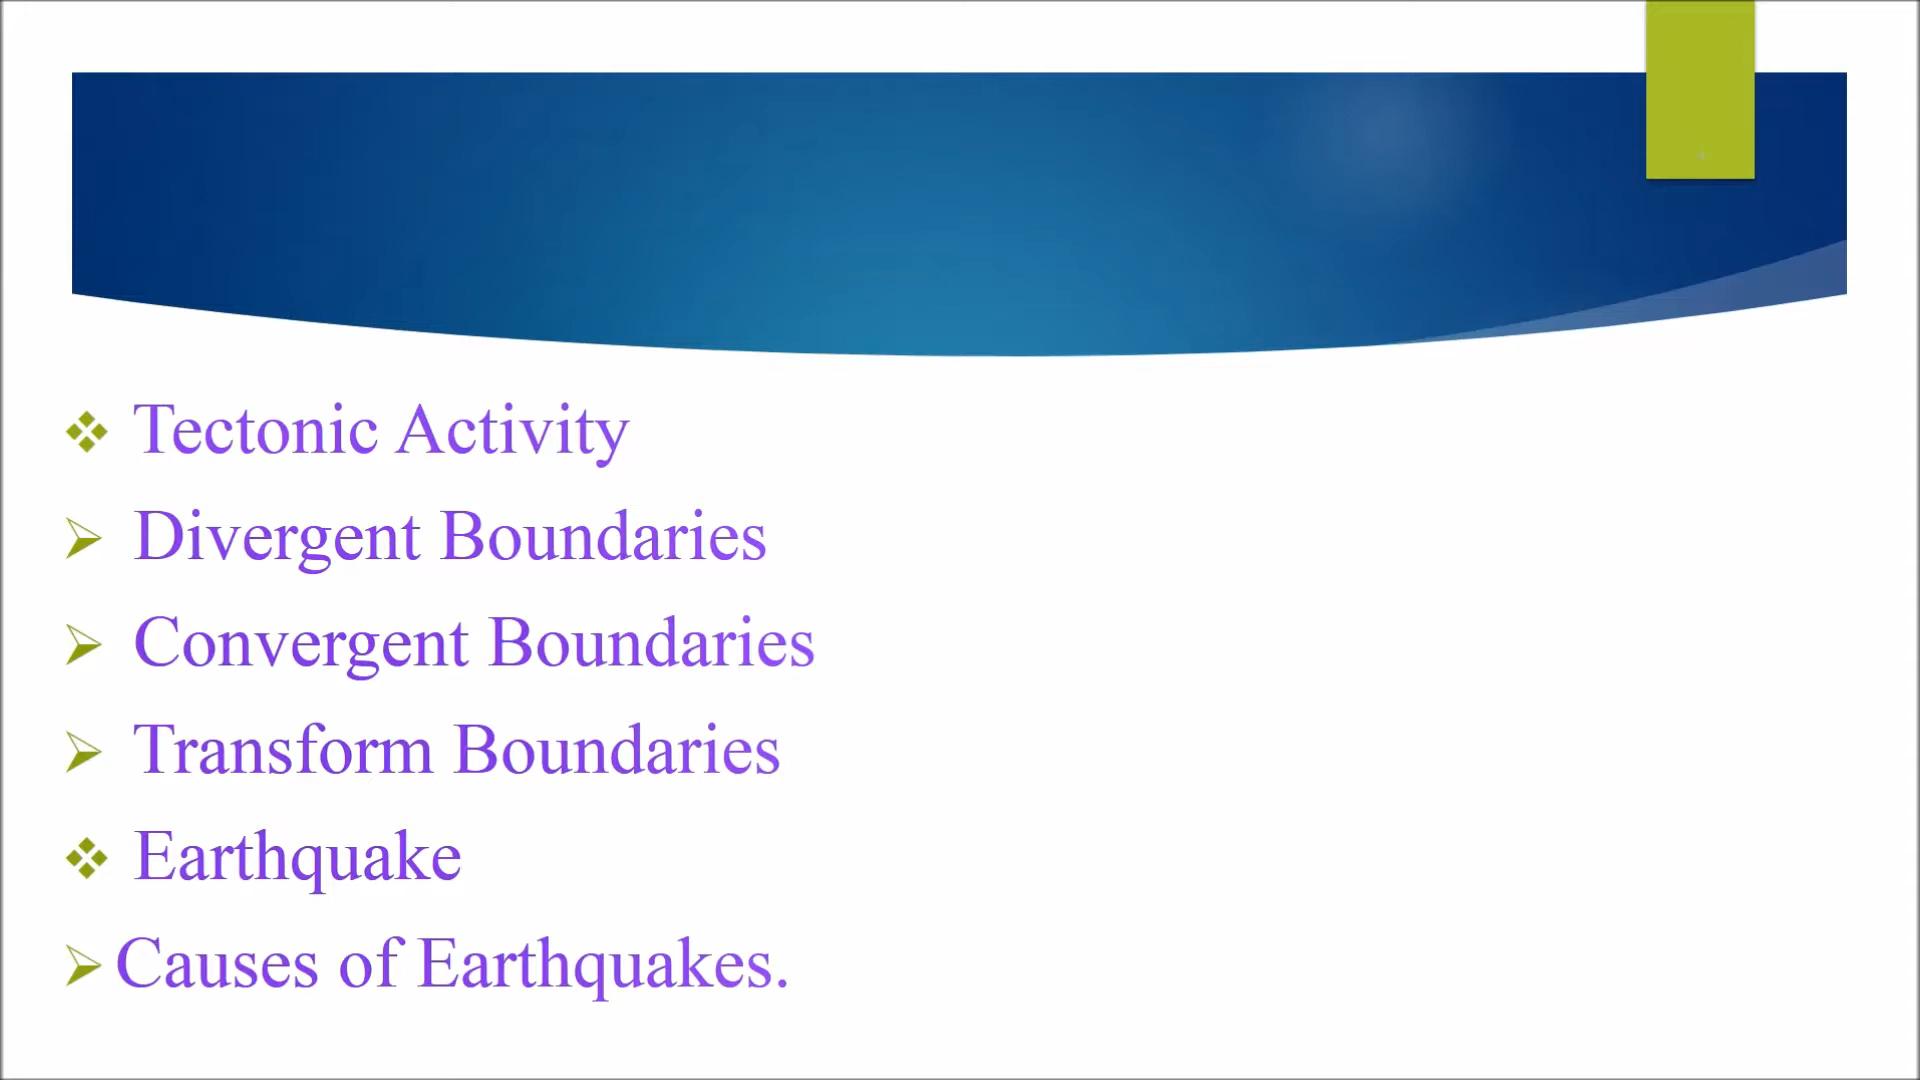 Tectonic Activity
Divergent Boundaries
Convergent Boundaries
Transform Boundaries
Earthquake
Causes of Earthquakes.